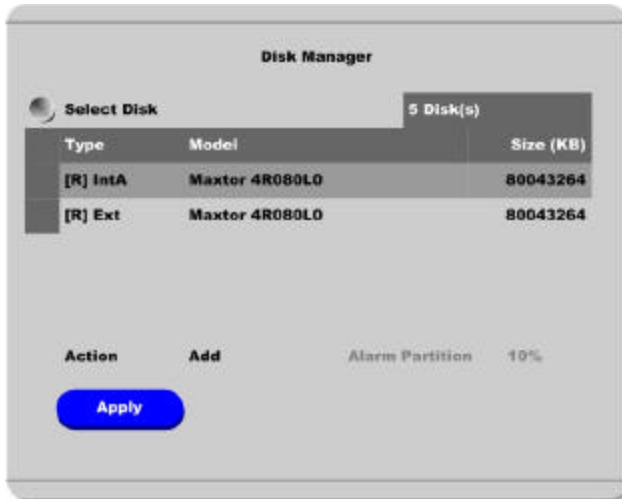 Disk Manager
Select Disk 5 Disk(s)
Type Model Size (KB)
[R] IntA Maxtor 4R080L0 80043264
[R] Ext Maxtor 4R080L0 80043264
Action Add Alarm Partition 10%
Apply